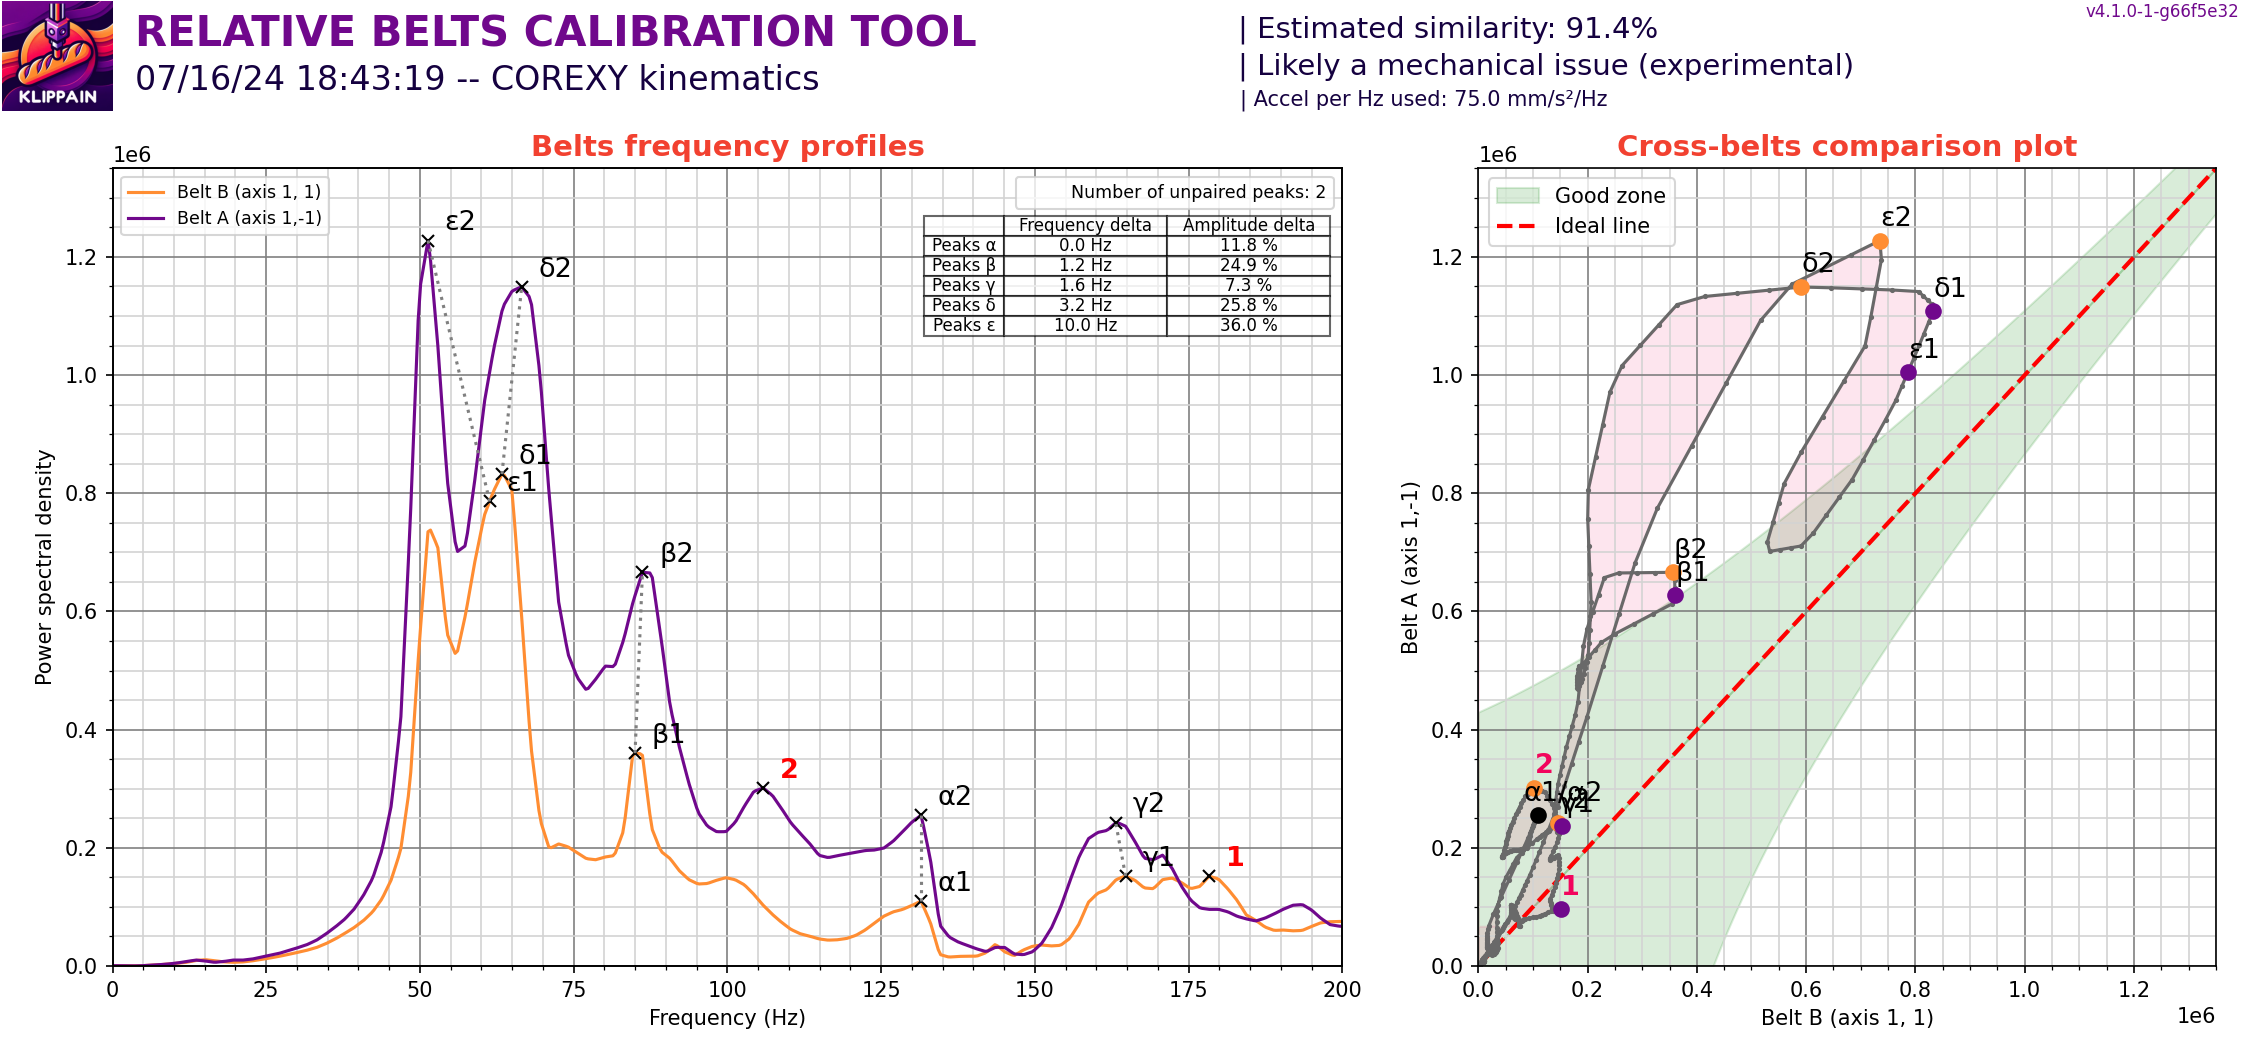 KLIPPAIN
RELATIVE BELTS CALIBRATION TOOL
07/16/24 18:43:19 -- COREXY kinematics
| Estimated similarity: 91.4%
| Likely a mechanical issue (experimental)
| Accel per Hz used: 75.0 mm/s²/Hz
v4.1.0-1-g66f5e32
Belts frequency profiles
1e6
Belt B (axis 1, 1)
Belt A (axis 1,-1)
Number of unpaired peaks: 2
Frequency delta Amplitude delta
Peaks α 0.0 Hz 11.8 %
Peaks β 1.2 Hz 24.9 %
Peaks γ 1.6 Hz 7.3 %
Peaks δ 3.2 Hz 25.8 %
Peaks ε 10.0 Hz 36.0 %
ε2
δ2
δ1
ε1
β2
β1
2
α2
γ2
γ1
1
α1
1.2
1.0
0.8
0.6
0.4
0.2
0.0
Power spectral density
0 25 50 75 100 125 150 175 200
Frequency (Hz)
Cross-belts comparison plot
1e6
Good zone
Ideal line
ε2
δ2
δ1
ε1
β2
β1
2
α1/α2
γ2
γ1
1
1.2
1.0
0.8
0.6
0.4
0.2
0.0
Belt A (axis 1,-1)
0.0 0.2 0.4 0.6 0.8 1.0 1.2
Belt B (axis 1, 1)
1e6